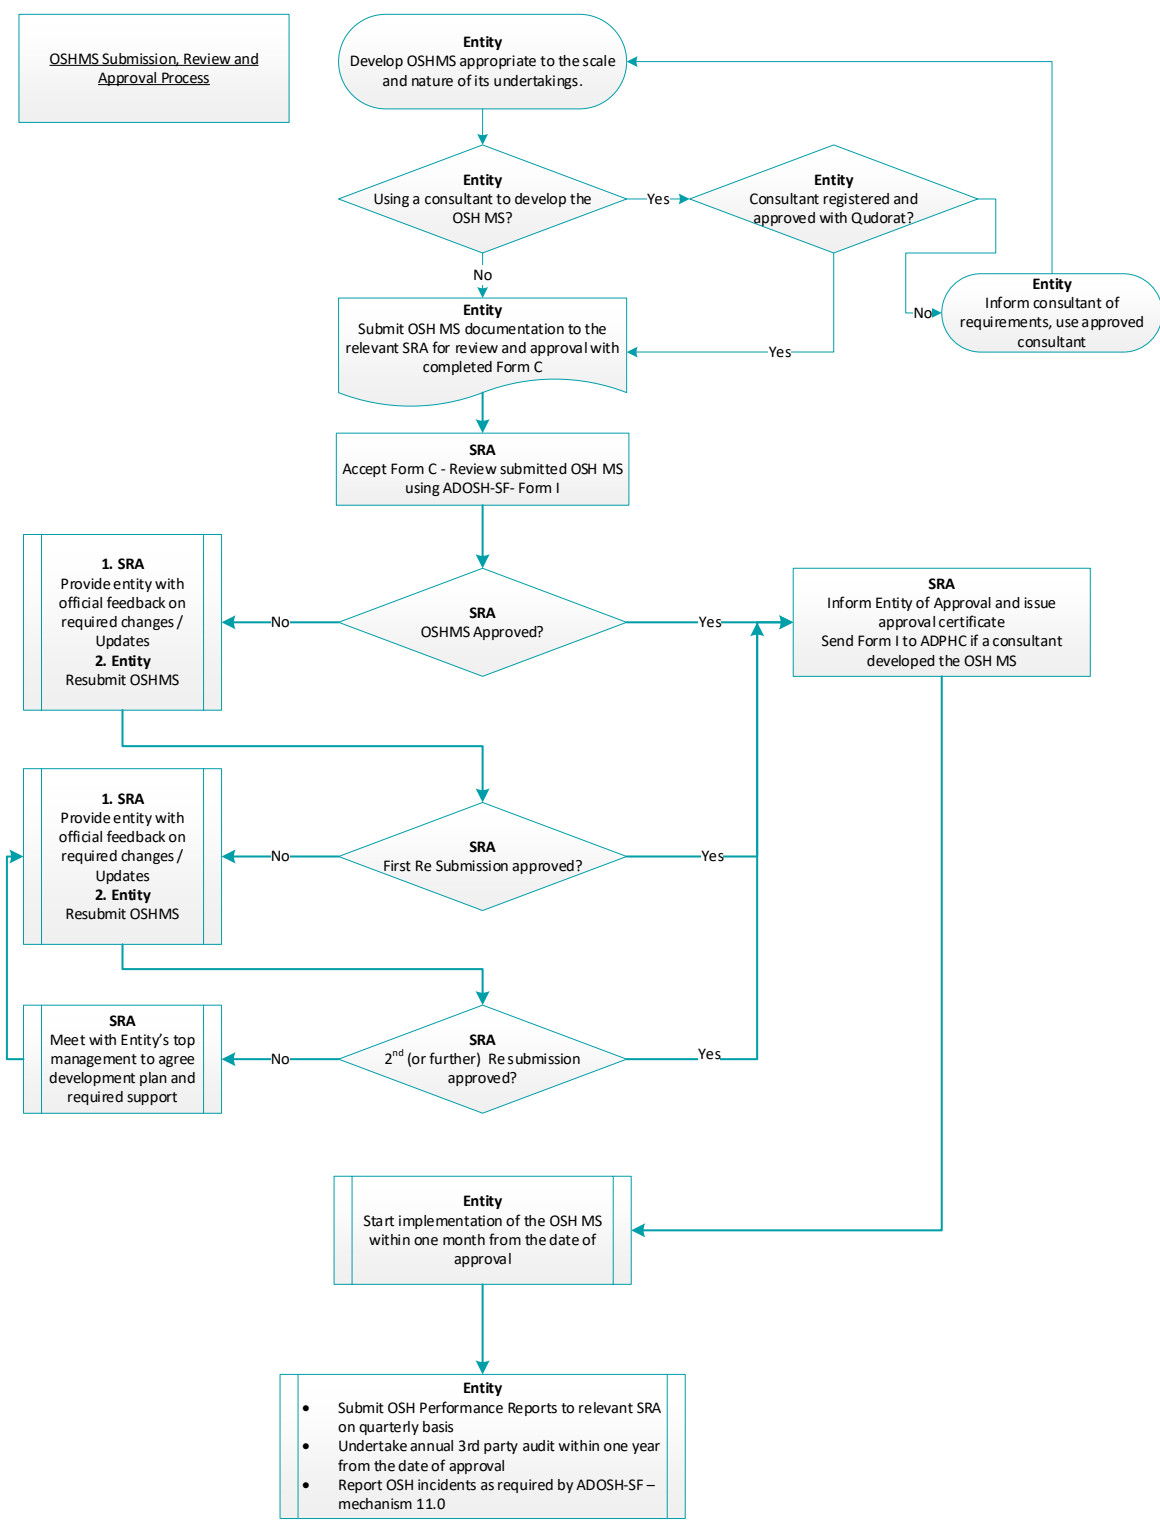 OSHMS Submission, Review and
Approval Process
Entity
Develop OSHMS appropriate to the scale
and nature of its undertakings.
Entity
Using a consultant to develop the
OSH MS?
Yes
Entity
Consultant registered and
approved with Qudorat?
No
Entity
Inform consultant of
requirements, use approved
consultant
No
Yes
Entity
Submit OSH MS documentation to the
relevant SRA for review and approval with
completed Form C
SRA
Accept Form C - Review submitted OSH MS
using ADOSH-SF- Form I
1. SRA
Provide entity with
official feedback on
required changes /
Updates
2. Entity
Resubmit OSHMS
No
SRA
OSHMS Approved?
Yes
SRA
Inform Entity of Approval and issue
approval certificate
Send Form I to ADPHC if a consultant
developed the OSH MS
1. SRA
Provide entity with
official feedback on
required changes /
Updates
2. Entity
Resubmit OSHMS
No
SRA
First Re Submission approved?
Yes
SRA
Meet with Entity's top
management to agree
development plan and
required support
No
SRA
2nd (or further) Re submission
approved?
Yes
Entity
Start implementation of the OSH MS
within one month from the date of
approval
Entity
• Submit OSH Performance Reports to relevant SRA
on quarterly basis
• Undertake annual 3rd party audit within one year
from the date of approval
• Report OSH incidents as required by ADOSH-SF –
mechanism 11.0